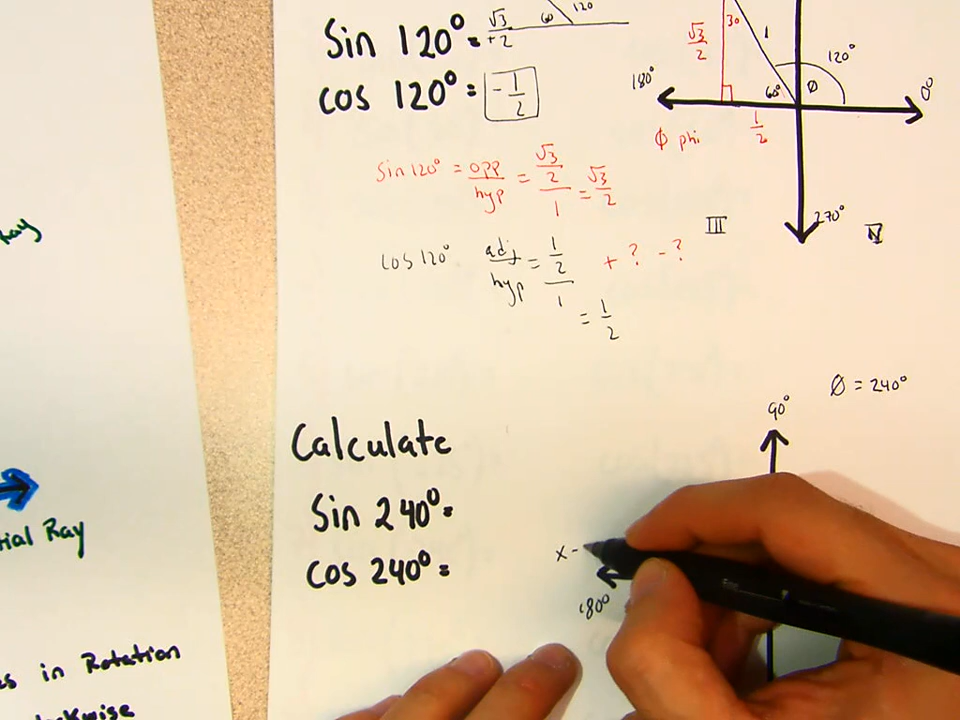 Sin 120° = √3/+2
60 120
cos 120° = -1/2
√3/2 30 1 120°
180° 60° Ø 0°
1/2
ϕ phi
Sin 120° = opp/hyp = √3/2/1 = √3/2
III 270° IV
cos 120° adj/hyp = 1/2/1 + ? - ?
= 1/2
Ø = 240°
90°
Calculate
Sin 240° =
cos 240° =
x -
180°
Ray
tial Ray
in Rotation